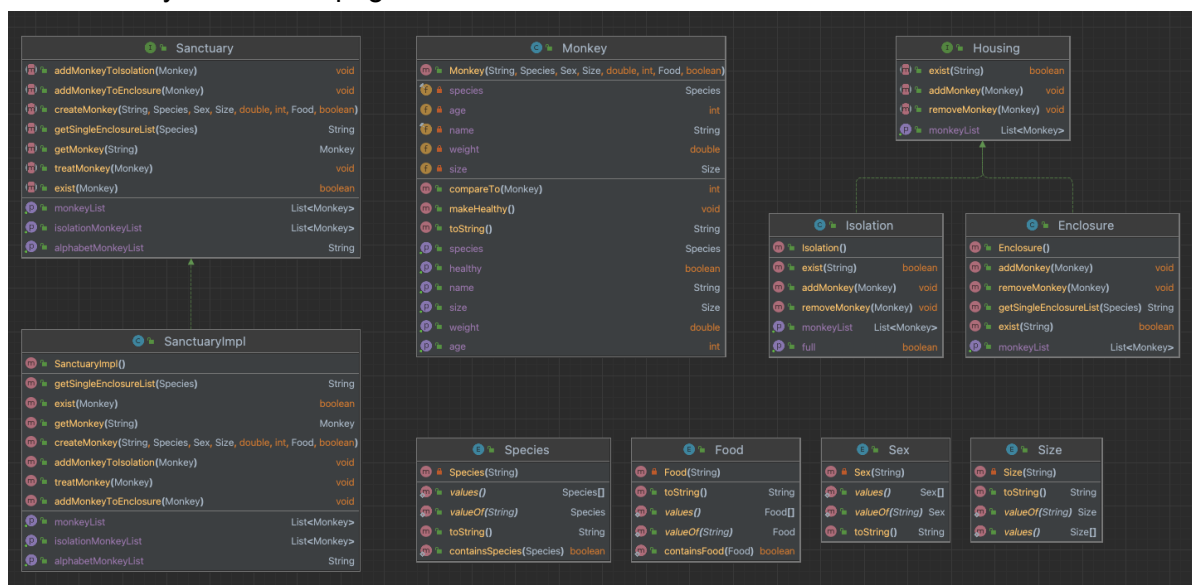 Sanctuary
addMonkeyToIsolation(Monkey) void
addMonkeyToEnclosure(Monkey) void
createMonkey(String, Species, Sex, Size, double, int, Food, boolean)
getSingleEnclosureList(Species) String
getMonkey(String) Monkey
treatMonkey(Monkey) void
exist(Monkey) boolean
monkeyList List<Monkey>
isolationMonkeyList List<Monkey>
alphabetMonkeyList String
Monkey
Monkey(String, Species, Sex, Size, double, int, Food, boolean)
species Species
age int
name String
weight double
size Size
compareTo(Monkey) int
makeHealthy() void
toString() String
species Species
healthy boolean
name String
size Size
weight double
age int
Housing
exist(String) boolean
addMonkey(Monkey) void
removeMonkey(Monkey) void
monkeyList List<Monkey>
Isolation
Isolation()
exist(String) boolean
addMonkey(Monkey) void
removeMonkey(Monkey) void
monkeyList List<Monkey>
full boolean
Enclosure
Enclosure()
addMonkey(Monkey) void
removeMonkey(Monkey) void
getSingleEnclosureList(Species) String
exist(String) boolean
monkeyList List<Monkey>
SanctuaryImpl
SanctuaryImpl()
getSingleEnclosureList(Species) String
exist(Monkey) boolean
getMonkey(String) Monkey
createMonkey(String, Species, Sex, Size, double, int, Food, boolean)
addMonkeyToIsolation(Monkey) void
treatMonkey(Monkey) void
addMonkeyToEnclosure(Monkey) void
monkeyList List<Monkey>
isolationMonkeyList List<Monkey>
alphabetMonkeyList String
Species
Species(String)
values() Species[]
valueOf(String) Species
toString() String
containsSpecies(Species) boolean
Food
Food(String)
toString() String
values() Food[]
valueOf(String) Food
containsFood(Food) boolean
Sex
Sex(String)
values() Sex[]
valueOf(String) Sex
toString() String
Size
Size(String)
toString() String
valueOf(String) Size
values() Size[]